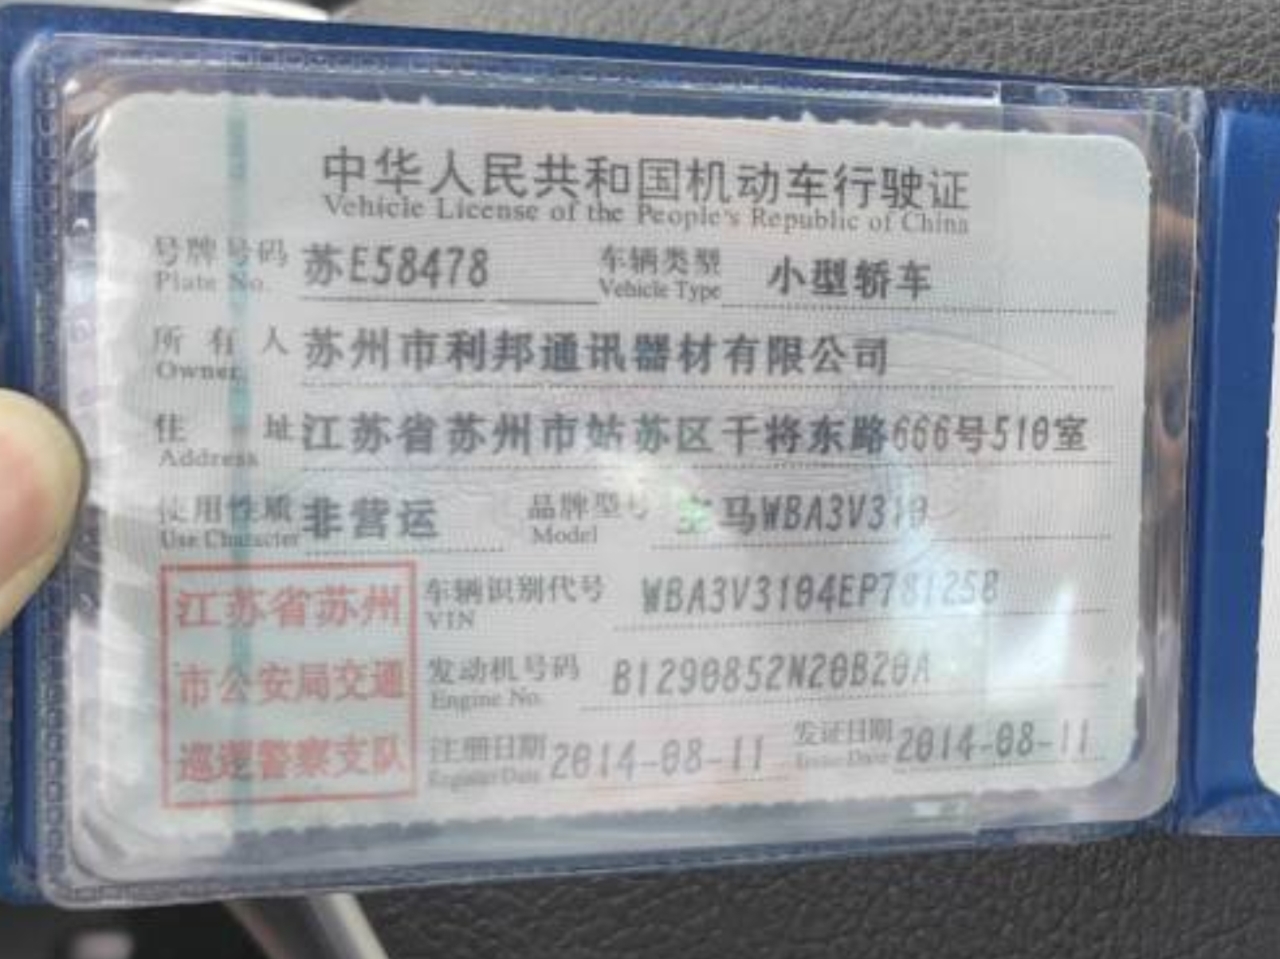 中华人民共和国机动车行驶证
Vehicle License of the People's Republic of China
号牌号码 苏E58478 车辆类型 小型轿车
Plate No. Vehicle Type
所有人 苏州市利邦通讯器材有限公司
Owner
住址 江苏省苏州市姑苏区干将东路666号510室
Address
使用性质 非营运 品牌型号 宝马WBA3V310
Use Character Model
江苏省苏州
市公安局交通
巡逻警察支队
车辆识别代号 WBA3V3104EP781258
VIN
发动机号码 B1290852N20B20A
Engine No.
注册日期 2014-08-11 发证日期 2014-08-11
Register Date Issue Date